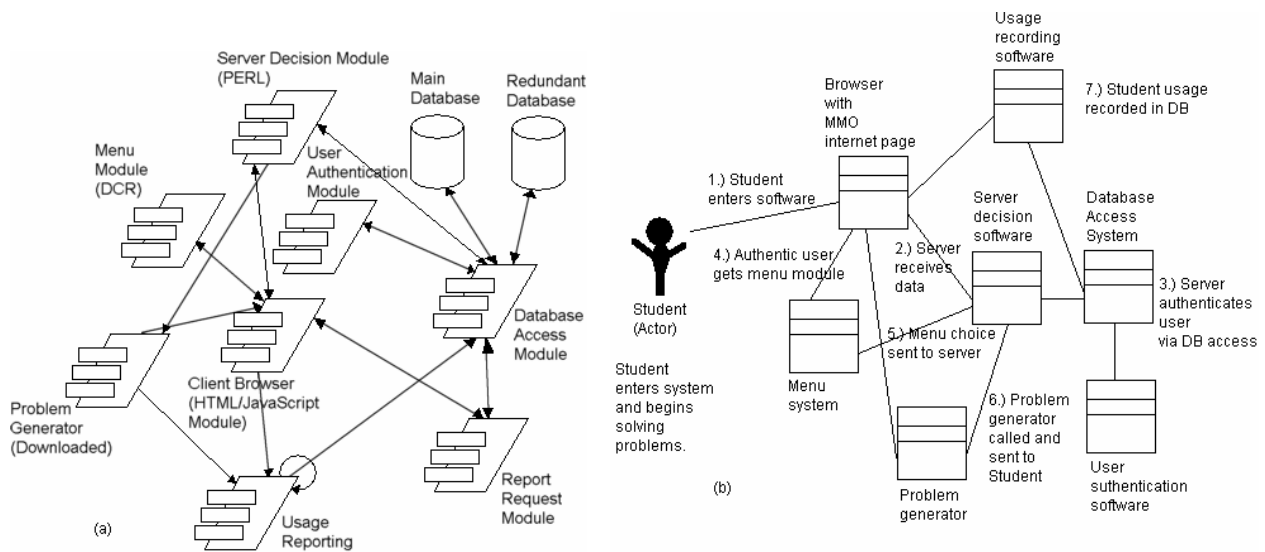 Server Decision Module
(PERL)
Main
Database
Redundant
Database
Menu
Module
(DCR)
User
Authentication
Module
Database
Access
Module
Client Browser
(HTML/JavaScript
Module)
Problem
Generator
(Downloaded)
Report
Request
Module
Usage
Reporting
(a)
Usage
recording
software
Browser
with
MMO
internet page
7.) Student usage
recorded in DB
1.) Student
enters software
Server
decision
software
Database
Access
System
4.) Authentic user
gets menu module
2.) Server
receives
data
3.) Server
authenticates
user
via DB access
Student
(Actor)
5.) Menu choice
sent to server
Student
enters system
and begins
solving
problems.
Menu
system
6.) Problem
generator
called and
sent to
Student
User
suthentication
software
Problem
generator
(b)